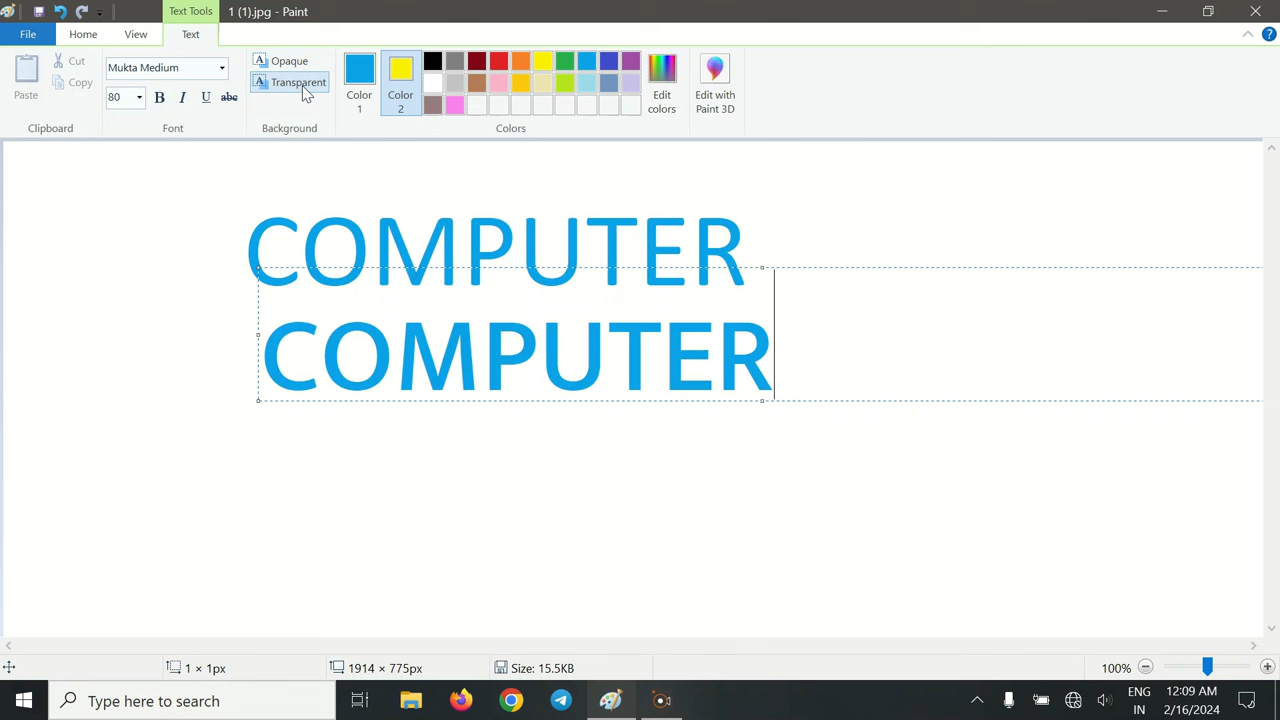 Text Tools
1 (1).jpg - Paint
File
Home
View
Text
Paste
Cut
Copy
Clipboard
Mukta Medium
80
B
I
U
abc
Font
A Opaque
A Transparent
Background
Color 1
Color 2
Edit colors
Colors
Edit with Paint 3D
COMPUTER
COMPUTER
1 × 1px
1914 × 775px
Size: 15.5KB
100%
Type here to search
ENG
IN
12:09 AM
2/16/2024